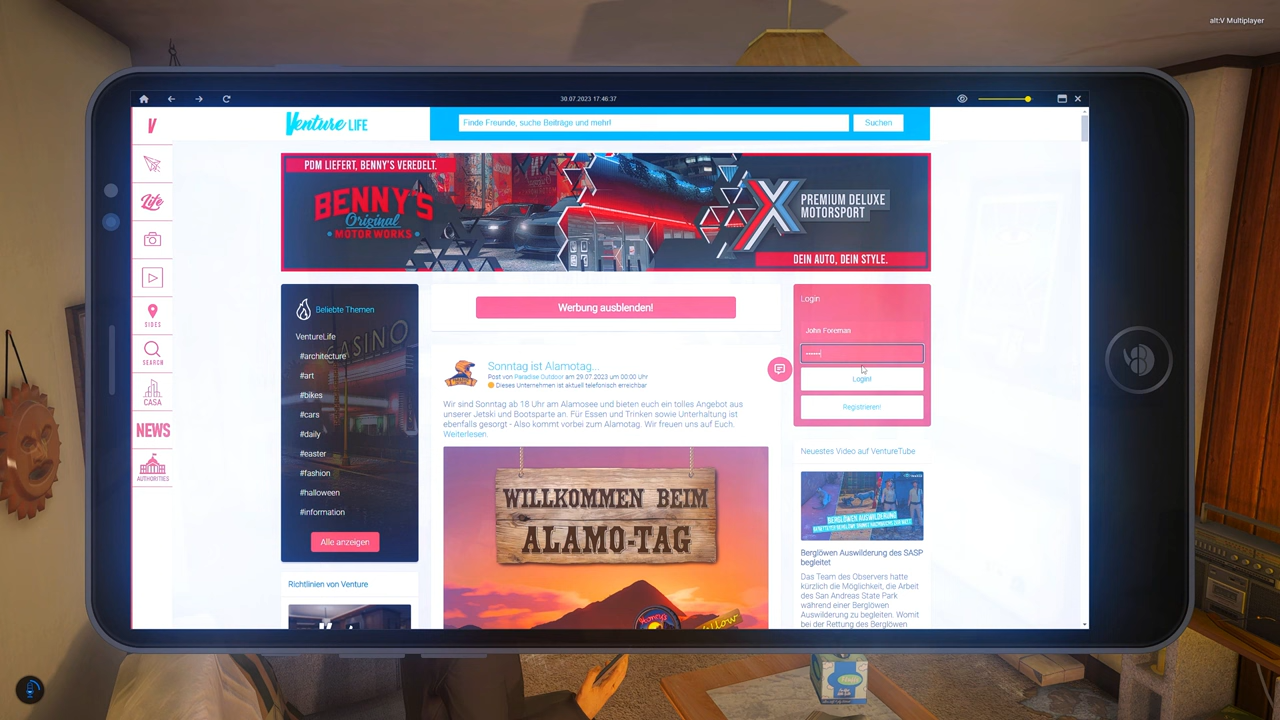 alt:V Multiplayer
30.07.2023 17:46:37
Venture LIFE
Finde Freunde, suche Beiträge und mehr!
Suchen
PDM LIEFERT, BENNY'S VEREDELT.
BENNY'S
Original
MOTOR WORKS
PREMIUM DELUXE
MOTORSPORT
DEIN AUTO, DEIN STYLE.
V
Life
SIDES
SEARCH
CASA
NEWS
AUTHORITIES
Beliebte Themen
VentureLife
#architecture
#art
#bikes
#cars
#daily
#easter
#fashion
#halloween
#information
Alle anzeigen
CASINO
Richtlinien von Venture
Werbung ausblenden!
Sonntag ist Alamotag...
Post von Paradise Outdoor am 29.07.2023 um 00:00 Uhr
Dieses Unternehmen ist aktuell telefonisch erreichbar
Wir sind Sonntag ab 18 Uhr am Alamosee und bieten euch ein tolles Angebot aus
unserer Jetski und Bootsparte an. Für Essen und Trinken sowie Unterhaltung ist
ebenfalls gesorgt - Also kommt vorbei zum Alamotag. Wir freuen uns auf Euch.
Weiterlesen.
WILLKOMMEN BEIM
ALAMO-TAG
Login
John Foreman
Login!
Registrieren!
Neuestes Video auf VentureTube
BERGLÖWEN AUSWILDERUNG
Berglöwen Auswilderung des SASP
begleitet
Das Team des Observers hatte
kürzlich die Möglichkeit, die Arbeit
des San Andreas State Park
während einer Berglöwen
Auswilderung zu begleiten. Womit
bei der Rettung des Berglöwen